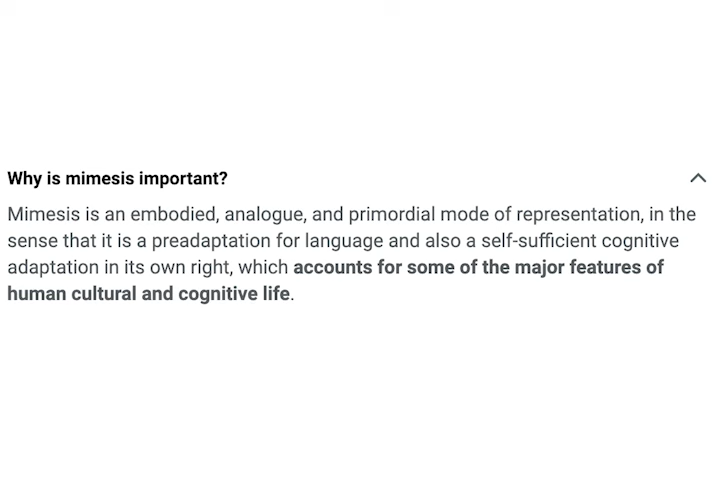 Why is mimesis important?
Mimesis is an embodied, analogue, and primordial mode of representation, in the
sense that it is a preadaptation for language and also a self-sufficient cognitive
adaptation in its own right, which accounts for some of the major features of
human cultural and cognitive life.